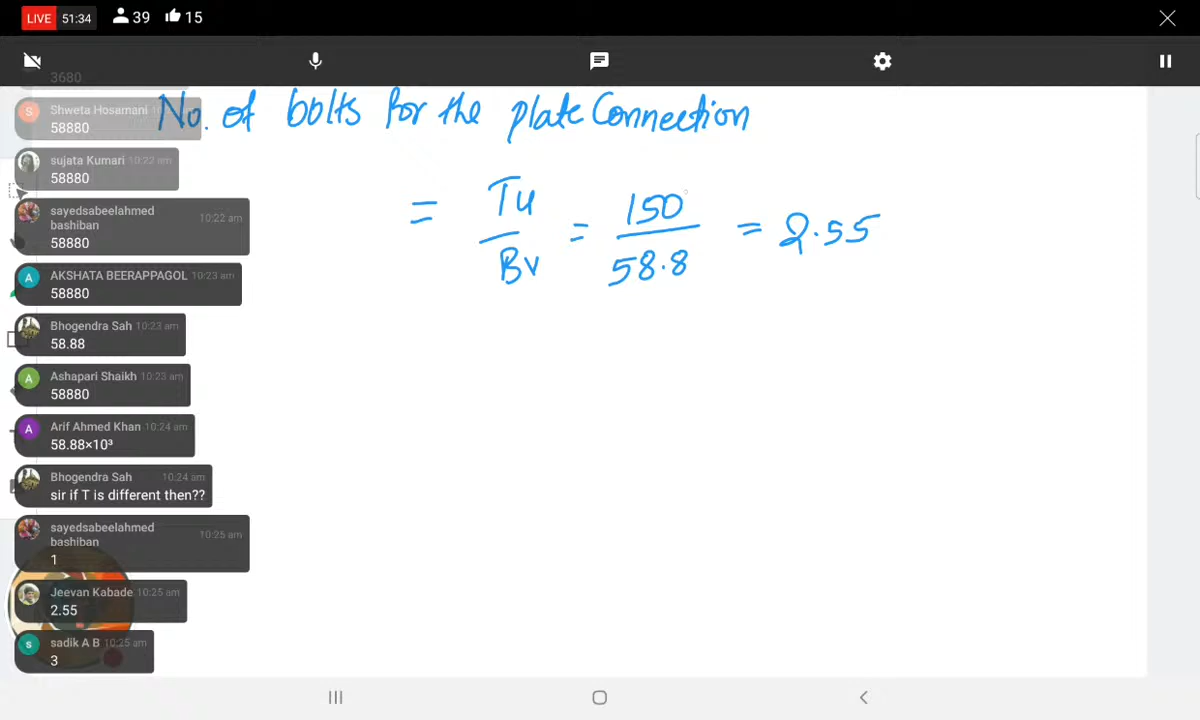 LIVE 51:34 39 15
3680
Shweta Hosamani
58880
No. of bolts for the plate Connection
sujata Kumari 10:22 am
58880
sayedsabeelahmed bashiban 10:22 am
58880
= Tu / Bv = 150 / 58.8 = 2.55
AKSHATA BEERAPPAGOL 10:23 am
58880
Bhogendra Sah 10:23 am
58.88
Ashapari Shaikh 10:23 am
58880
Arif Ahmed Khan 10:24 am
58.88×10³
Bhogendra Sah 10:24 am
sir if T is different then??
sayedsabeelahmed bashiban 10:25 am
1
Jeevan Kabade 10:25 am
2.55
sadik A B 10:25 am
3